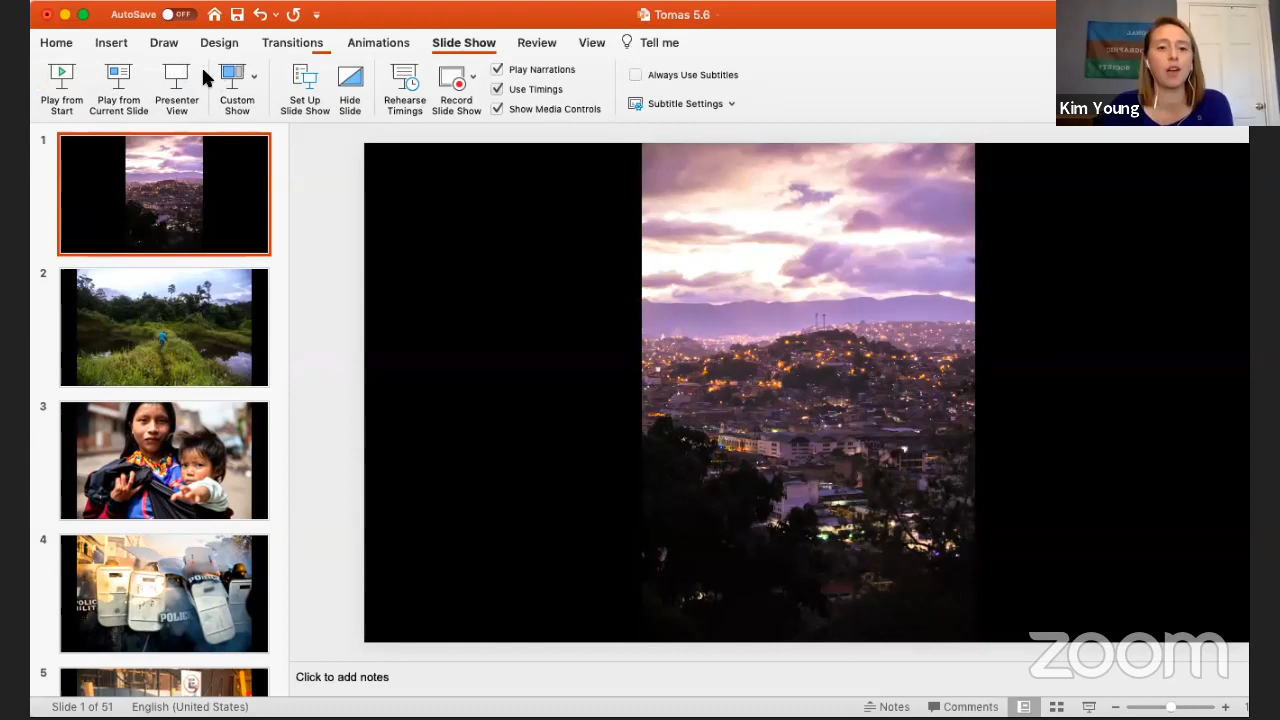 AutoSave OFF
Tomas 5.6
Home Insert Draw Design Transitions Animations Slide Show Review View Tell me
Play from Start
Play from Current Slide
Presenter View
Custom Show
Set Up Slide Show
Hide Slide
Rehearse Timings
Record Slide Show
Play Narrations
Use Timings
Show Media Controls
Always Use Subtitles
Subtitle Settings
Kim Young
1
2
3
4
POLICE
POLIC
5
Click to add notes
zoom
Slide 1 of 51 English (United States) Notes Comments